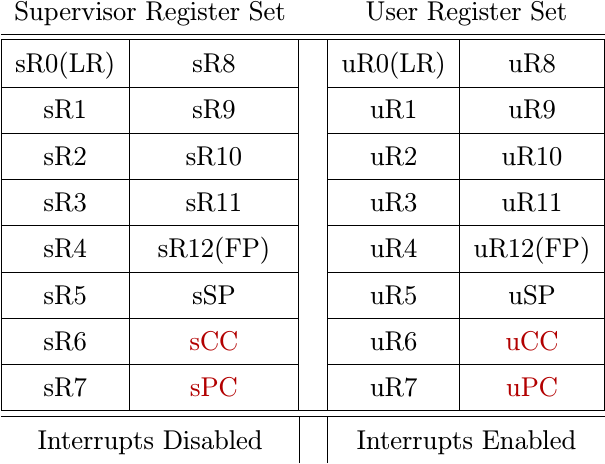 Supervisor Register Set User Register Set
sR0(LR) sR8 uR0(LR) uR8
sR1 sR9 uR1 uR9
sR2 sR10 uR2 uR10
sR3 sR11 uR3 uR11
sR4 sR12(FP) uR4 uR12(FP)
sR5 sSP uR5 uSP
sR6 sCC uR6 uCC
sR7 sPC uR7 uPC
Interrupts Disabled Interrupts Enabled